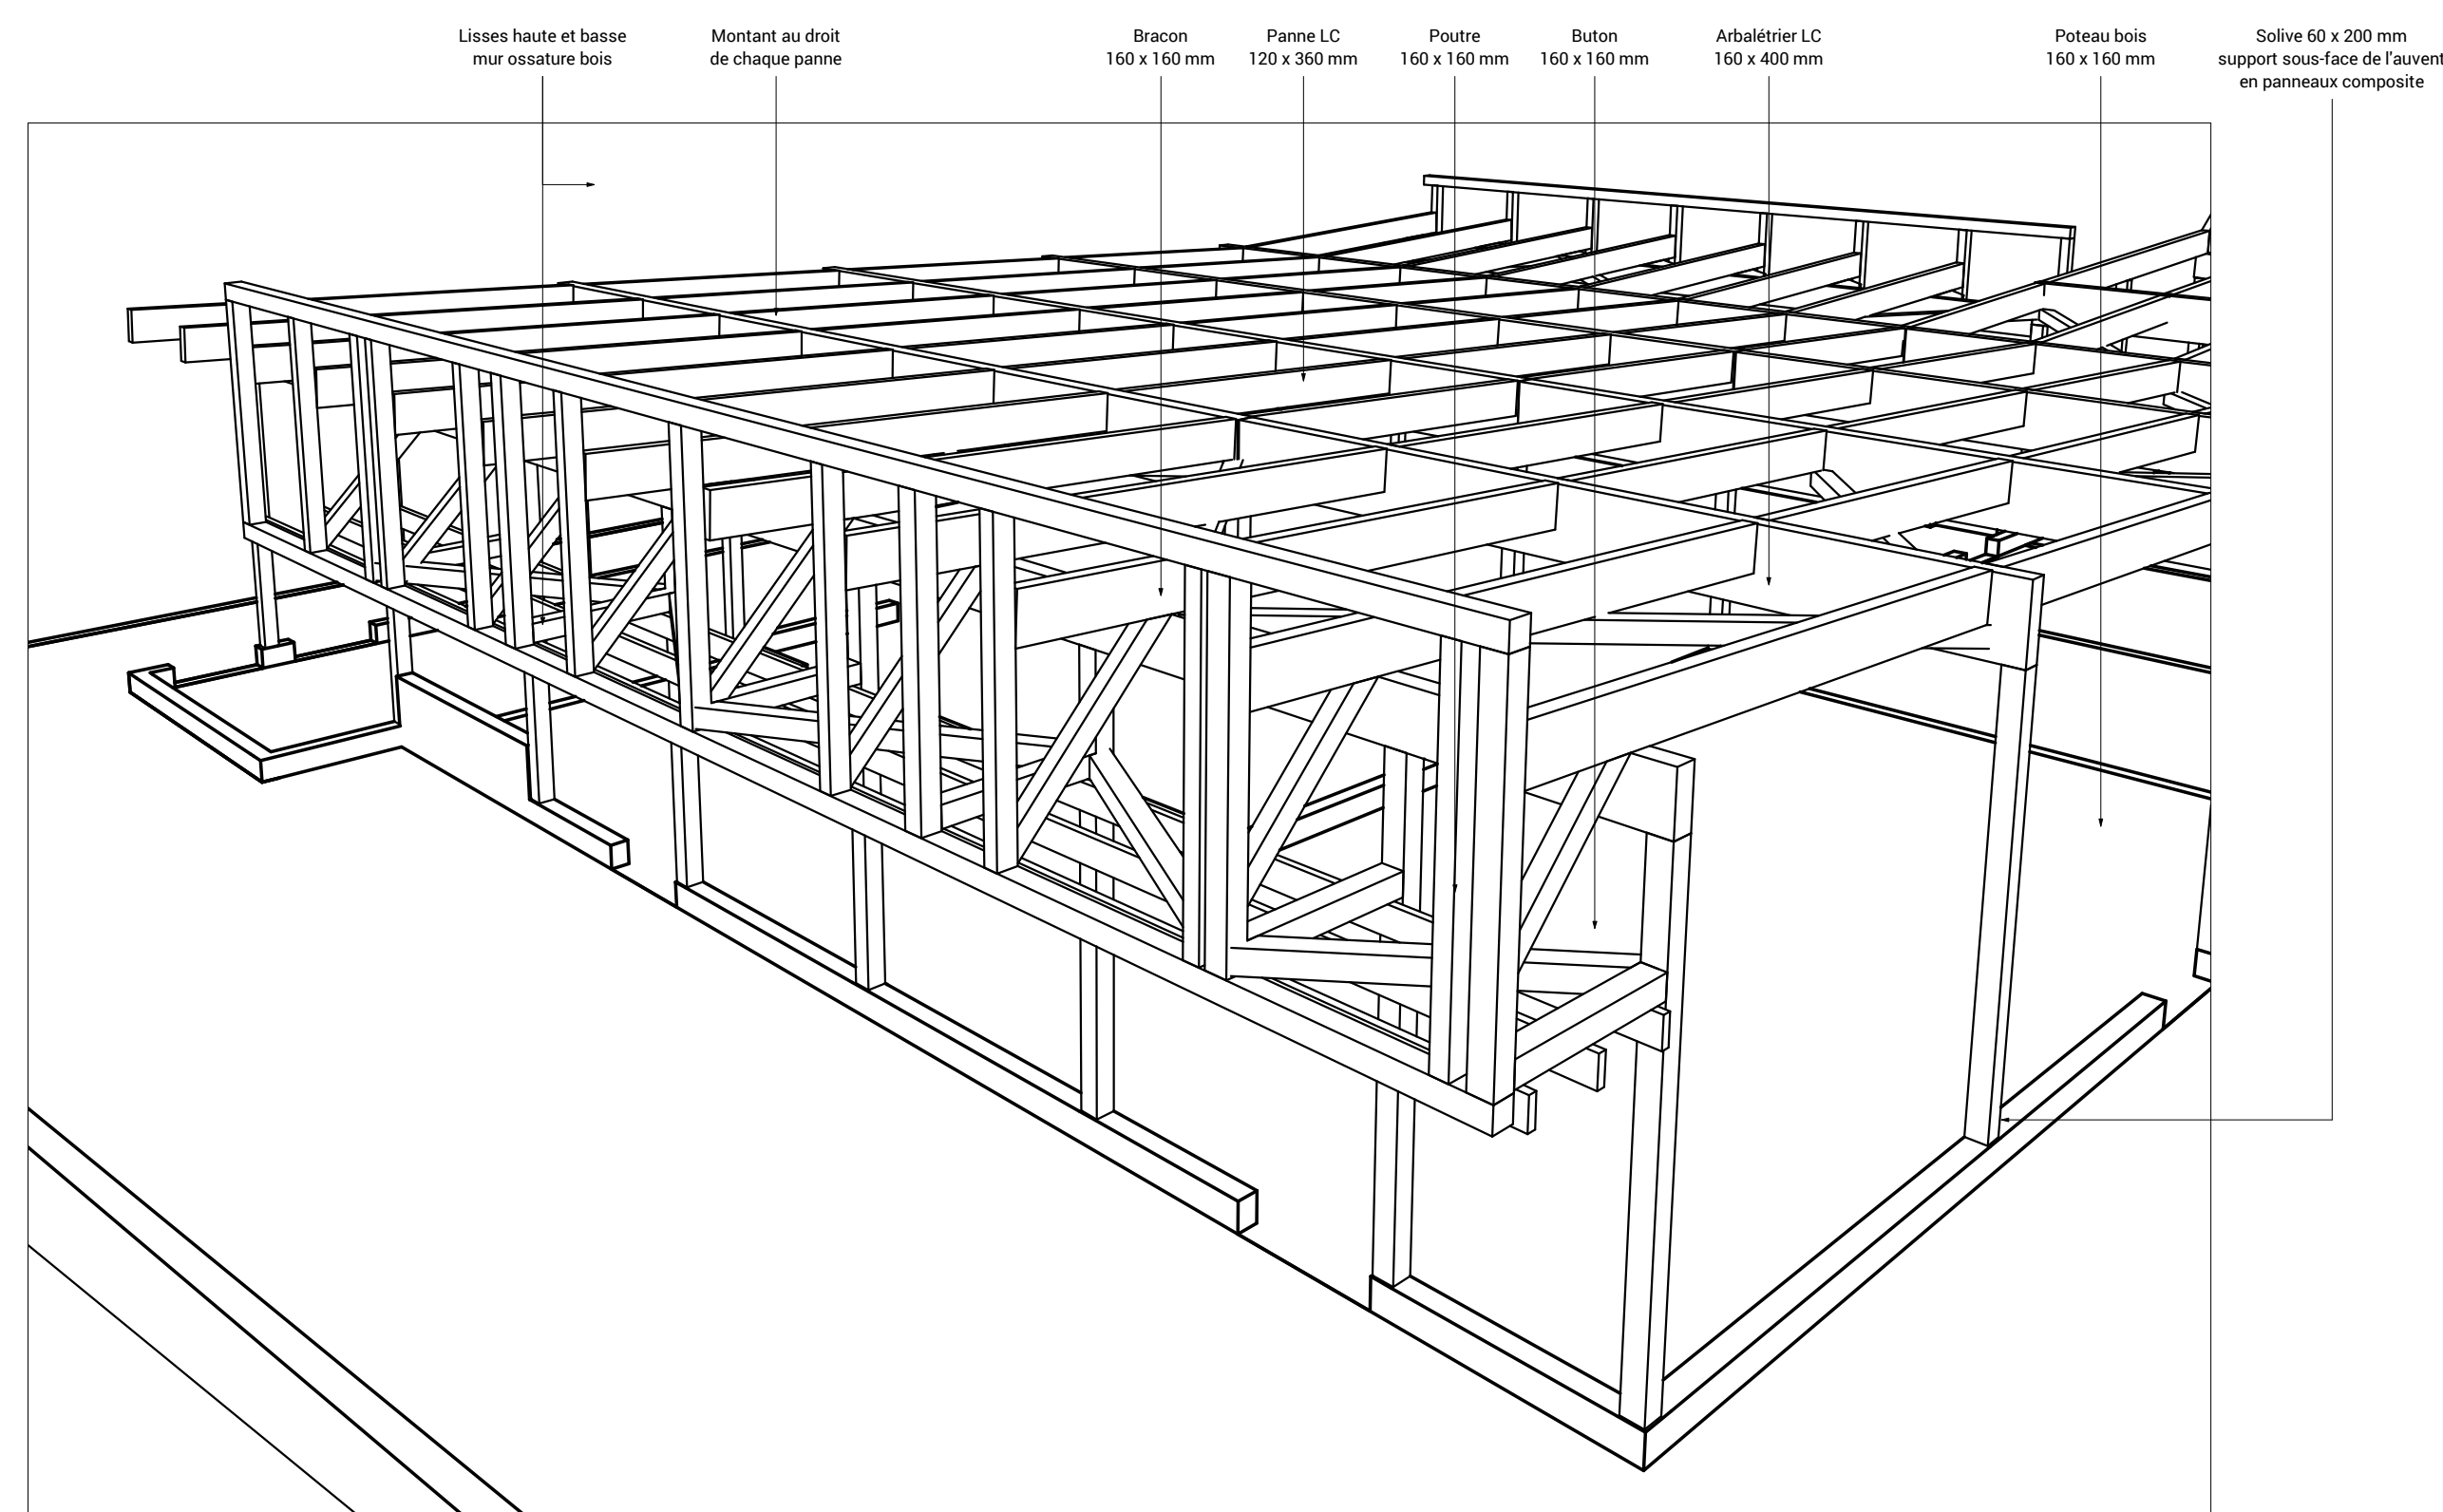 Lisses haute et basse
mur ossature bois
Montant au droit
de chaque panne
Bracon
160 x 160 mm
Panne LC
120 x 360 mm
Poutre
160 x 160 mm
Buton
160 x 160 mm
Arbalétrier LC
160 x 400 mm
Poteau bois
160 x 160 mm
Solive 60 x 200 mm
support sous-face de l'auvent
en panneaux composite